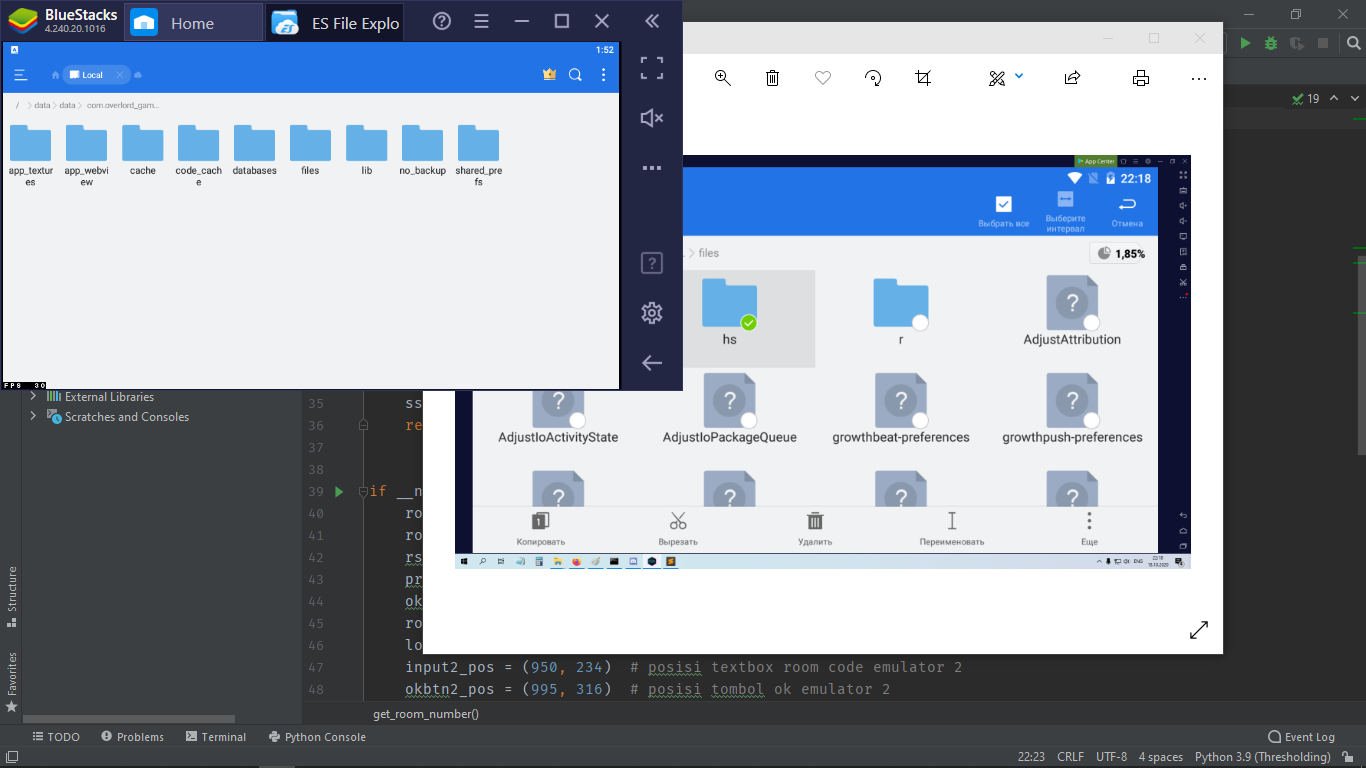 BlueStacks
4.240.20.1016
Home
ES File Explo
1:52
Local
/ data data com.overlord_gam...
app_textures
app_webview
cache
code_cache
databases
files
lib
no_backup
shared_prefs
FPS 30
19
App Center
22:18
Выбрать все
Выберите интервал
Отмена
files
1,85%
hs
r
AdjustAttribution
AdjustIoActivityState
AdjustIoPackageQueue
growthbeat-preferences
growthpush-preferences
1
Копировать
Вырезать
Удалить
Переименовать
Еще
ENG
External Libraries
Scratches and Consoles
35 ss
36 re
37
38
39 if __n
40 ro
41 ro
42 rs
43 pr
44 ok
45 ro
46 lo
47 input2_pos = (950, 234) # posisi textbox room code emulator 2
48 okbtn2_pos = (995, 316) # posisi tombol ok emulator 2
get_room_number()
Structure
Favorites
TODO
Problems
Terminal
Python Console
Event Log
22:23 CRLF UTF-8 4 spaces Python 3.9 (Thresholding)